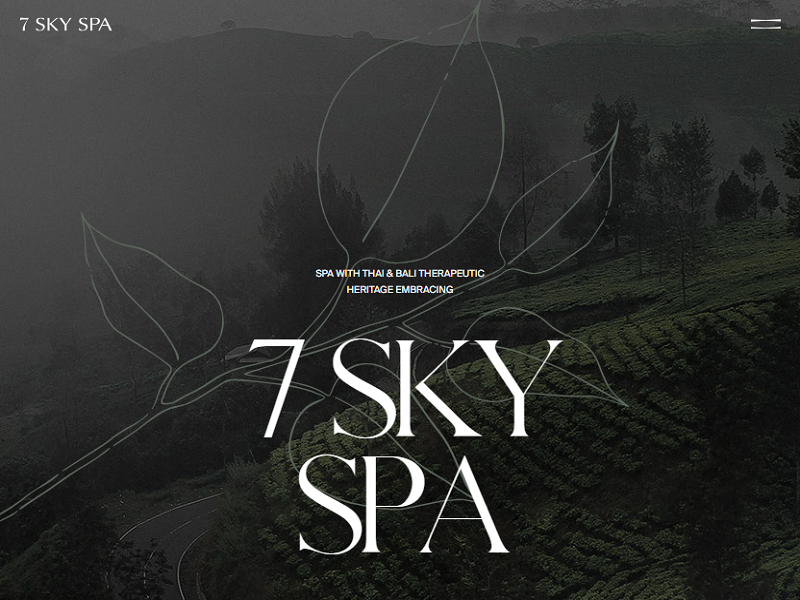 7 SKY SPA
SPA WITH THAI & BALI THERAPEUTIC
HERITAGE EMBRACING
7 SKY
SPA